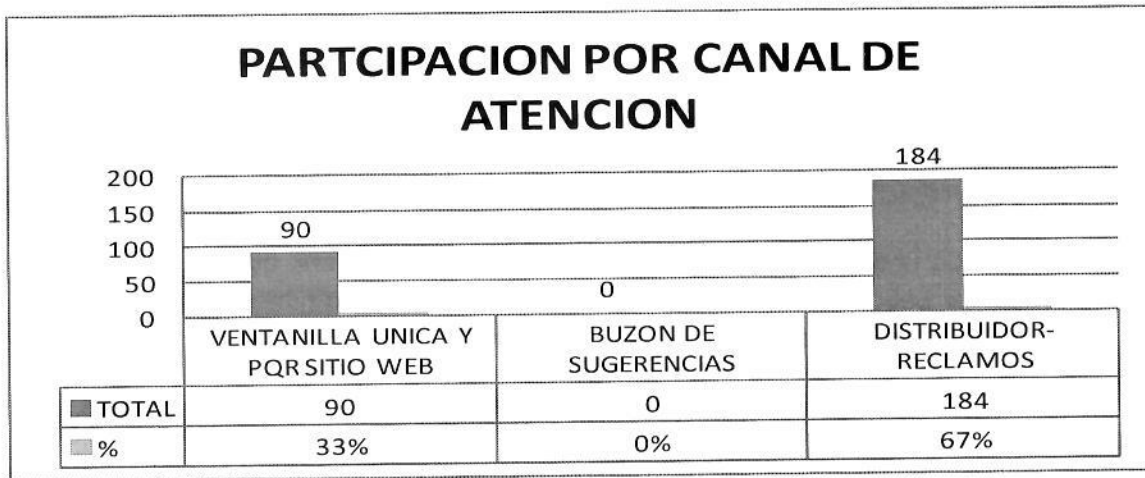 PARTCIPACION POR CANAL DE
ATENCION
184
200
150
90
100
50
0
0
VENTANILLA UNICA Y BUZON DE DISTRIBUIDOR-
PQR SITIO WEB SUGERENCIAS RECLAMOS
TOTAL 90 0 184
% 33% 0% 67%